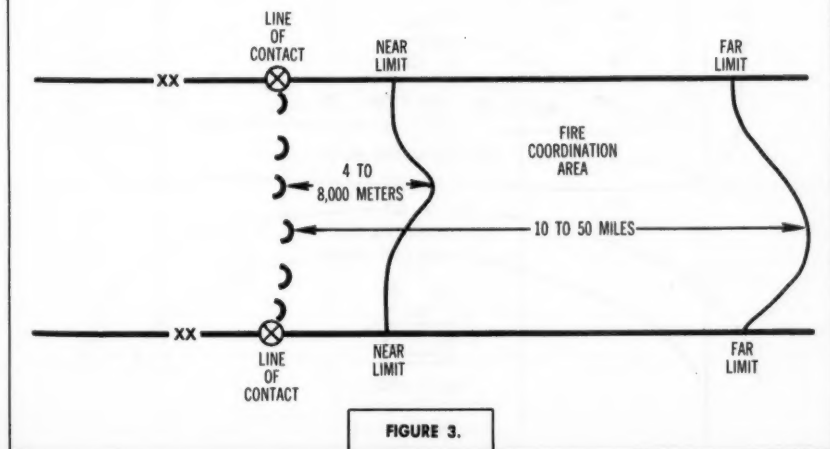 LINE
OF
CONTACT
NEAR
LIMIT
FAR
LIMIT
XX
FIRE
COORDINATION
AREA
4 TO
8,000 METERS
10 TO 50 MILES
XX
LINE
OF
CONTACT
NEAR
LIMIT
FAR
LIMIT
FIGURE 3.